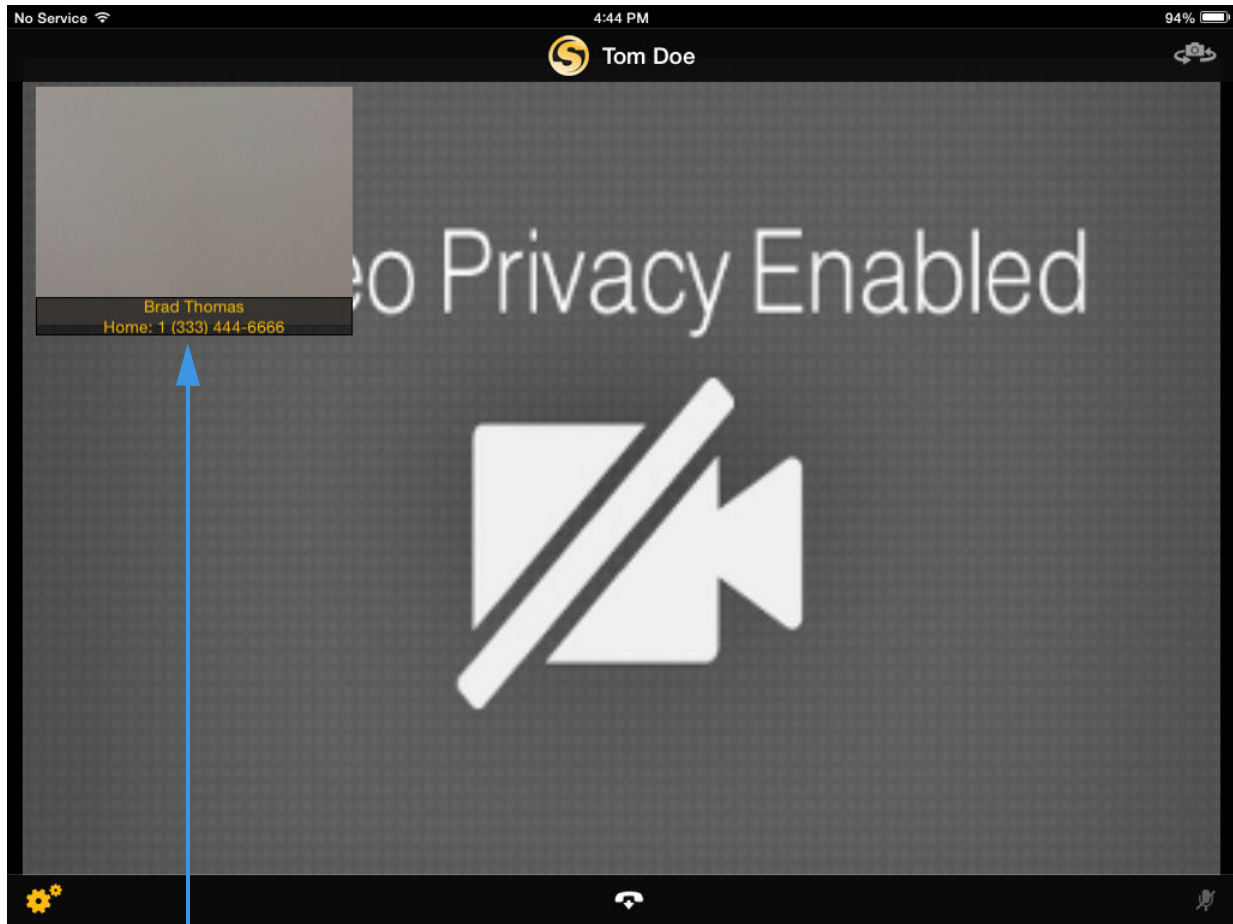 No Service 4:44 PM 94%
Tom Doe
eo Privacy Enabled
Brad Thomas
Home: 1 (333) 444-6666